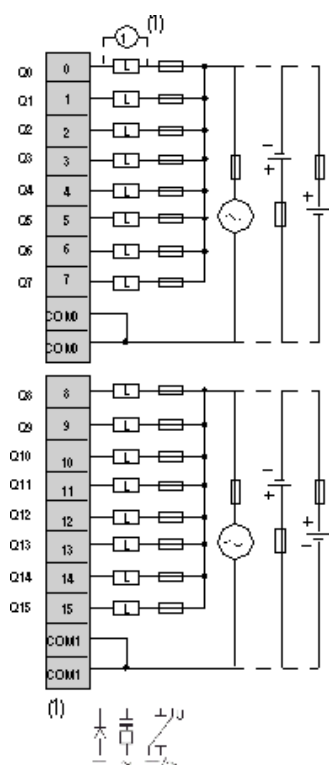 1 (1)
Q0 0 L
Q1 1 L
Q2 2 L
Q3 3 L
Q4 4 L
Q5 5 L
Q6 6 L
Q7 7 L
COM0
COM0
Q8 8 L
Q9 9 L
Q10 10 L
Q11 11 L
Q12 12 L
Q13 13 L
Q14 14 L
Q15 15 L
COM1
COM1
(1)
U